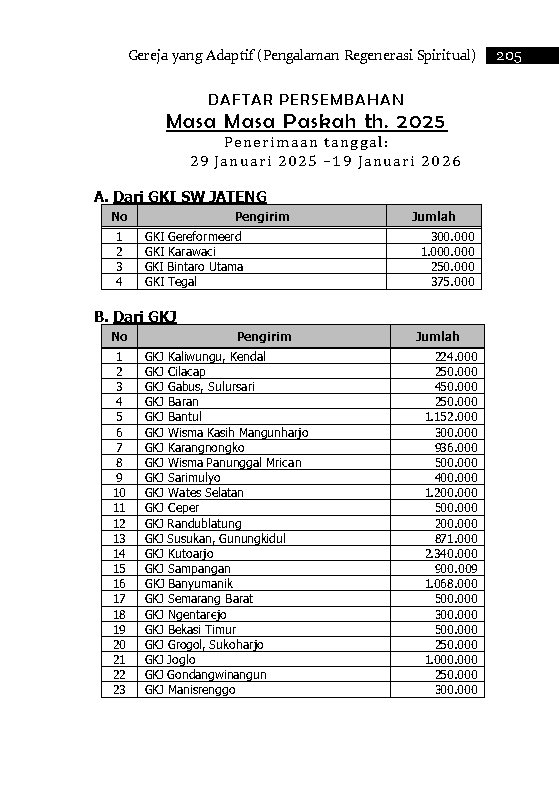 Gereja yang Adaptif (Pengalaman Regenerasi Spiritual) 205
DAFTAR PERSEMBAHAN
Masa Masa Paskah th. 2025
Penerimaan tanggal:
29 Januari 2025 –19 Januari 2026
A. Dari GKI SW JATENG
No Pengirim Jumlah
1 GKI Gereformeerd 300.000
2 GKI Karawaci 1.000.000
3 GKI Bintaro Utama 250.000
4 GKI Tegal 375.000
B. Dari GKJ
No Pengirim Jumlah
1 GKJ Kaliwungu, Kendal 224.000
2 GKJ Cilacap 250.000
3 GKJ Gabus, Sulursari 450.000
4 GKJ Baran 250.000
5 GKJ Bantul 1.152.000
6 GKJ Wisma Kasih Mangunharjo 300.000
7 GKJ Karangnongko 936.000
8 GKJ Wisma Panunggal Mrican 500.000
9 GKJ Sarimulyo 400.000
10 GKJ Wates Selatan 1.200.000
11 GKJ Ceper 500.000
12 GKJ Randublatung 200.000
13 GKJ Susukan, Gunungkidul 871.000
14 GKJ Kutoarjo 2.340.000
15 GKJ Sampangan 900.009
16 GKJ Banyumanik 1.068.000
17 GKJ Semarang Barat 500.000
18 GKJ Ngentarejo 300.000
19 GKJ Bekasi Timur 500.000
20 GKJ Grogol, Sukoharjo 250.000
21 GKJ Joglo 1.000.000
22 GKJ Gondangwinangun 250.000
23 GKJ Manisrenggo 300.000